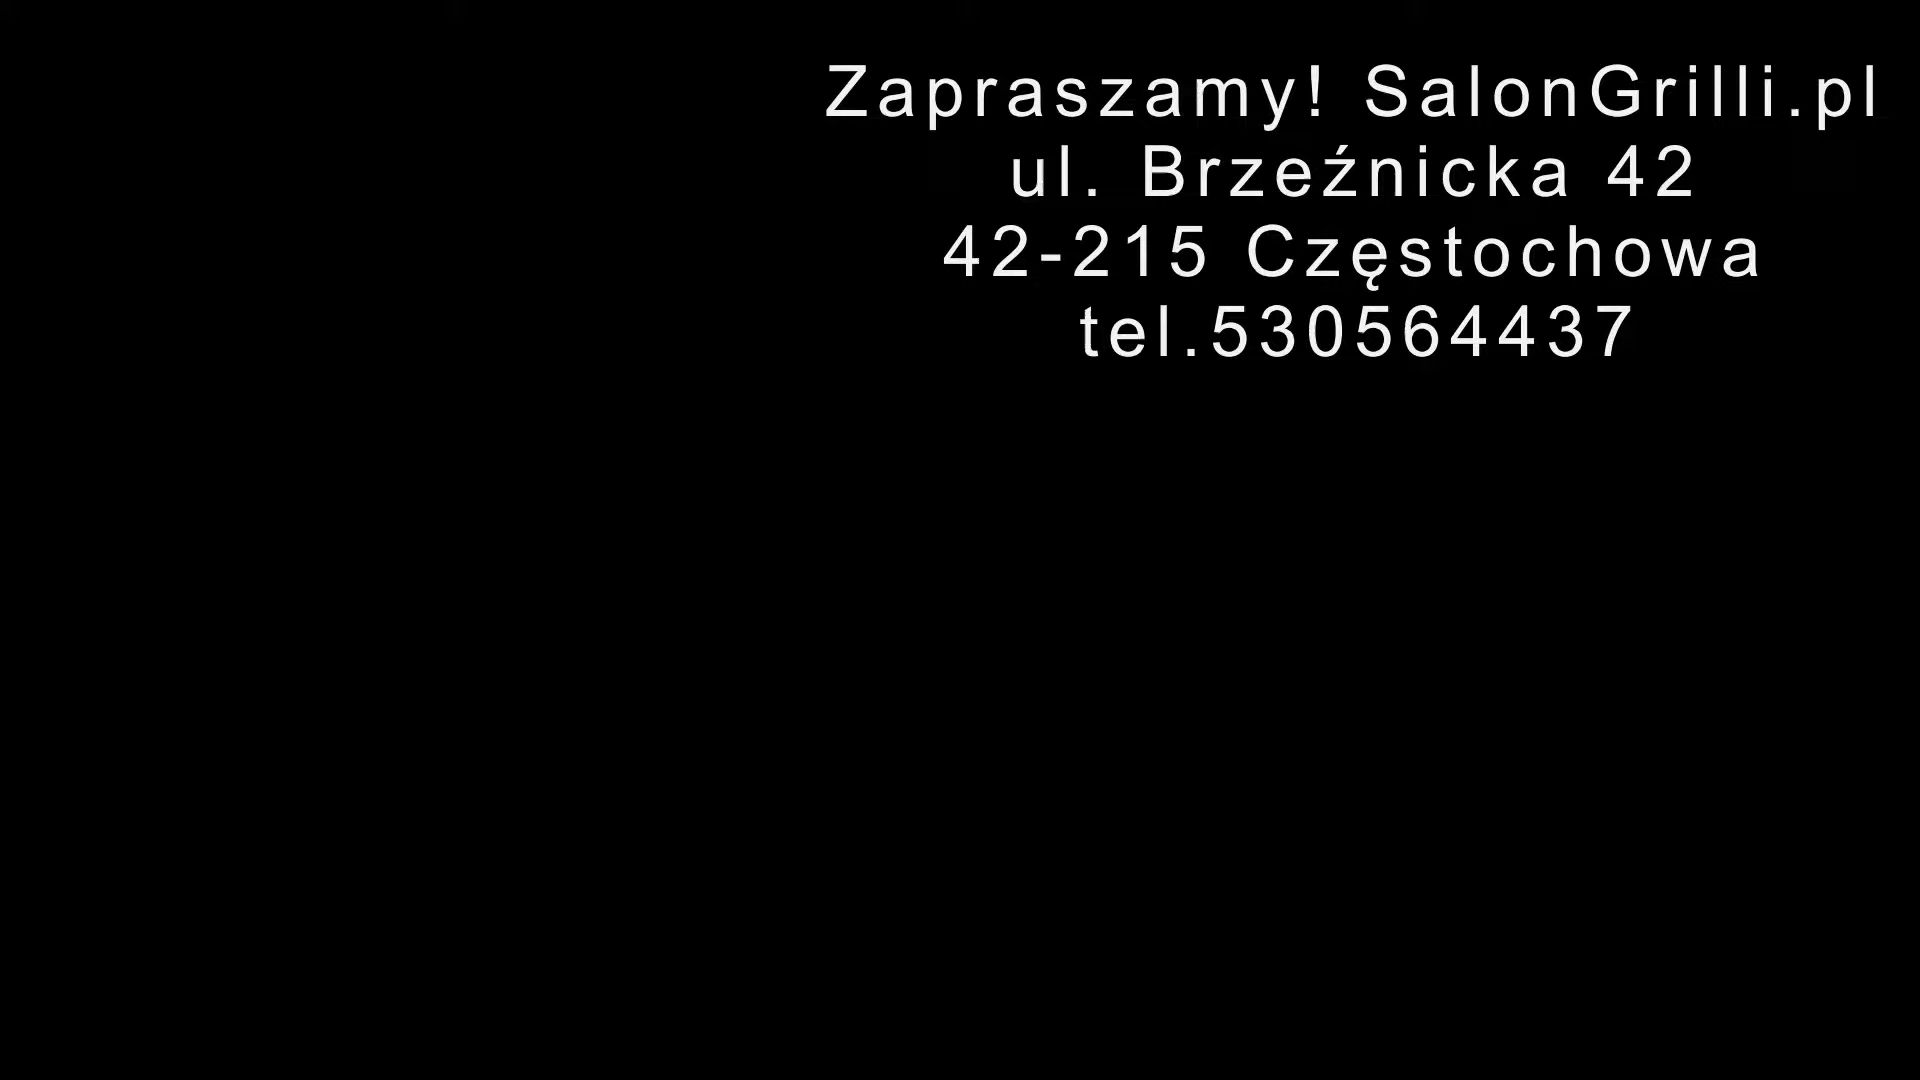 Zapraszamy! SalonGrilli.pl
ul. Brzeźnicka 42
42-215 Częstochowa
tel.530564437